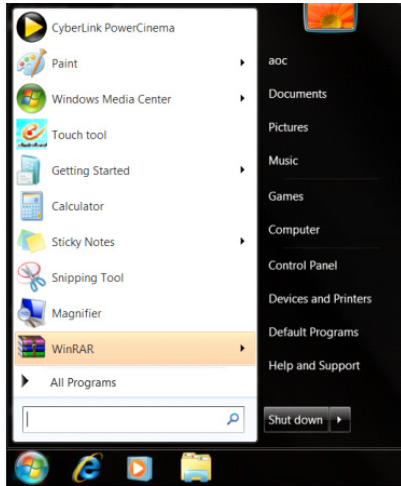 CyberLink PowerCinema
Paint
Windows Media Center
Touch tool
Getting Started
Calculator
Sticky Notes
Snipping Tool
Magnifier
WinRAR
All Programs
aoc
Documents
Pictures
Music
Games
Computer
Control Panel
Devices and Printers
Default Programs
Help and Support
Shut down